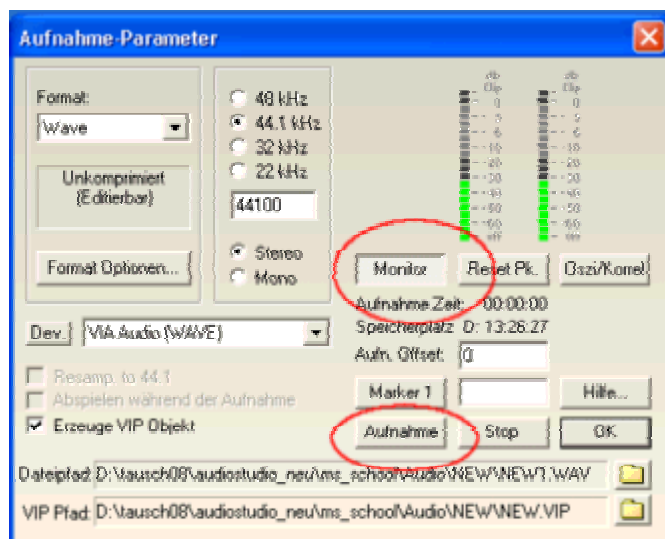 Aufnahme-Parameter
Format:
Wave
Unkomprimiert
(Editierbar)
Format Optionen...
48 kHz
44.1 kHz
32 kHz
22 kHz
44100
Stereo
Mono
Dev.
VIA Audio (WAVE)
Resamp. to 44.1
Abspielen während der Aufnahme
Erzeuge VIP Objekt
Clip
Clip
Monitor
Reset Pk.
Oszi/Korrel
Aufnahme Zeit: 00:00:00
Speicherplatz D: 13:26:27
Aufn. Offset: 0
Marker 1
Hilfe...
Aufnahme
Stop
OK
Dateipfad: D:\tausch08\audiostudio_neu\ms_school\Audio\NEW\NEW1.WAV
VIP Pfad: D:\tausch08\audiostudio_neu\ms_school\Audio\NEW\NEW.VIP